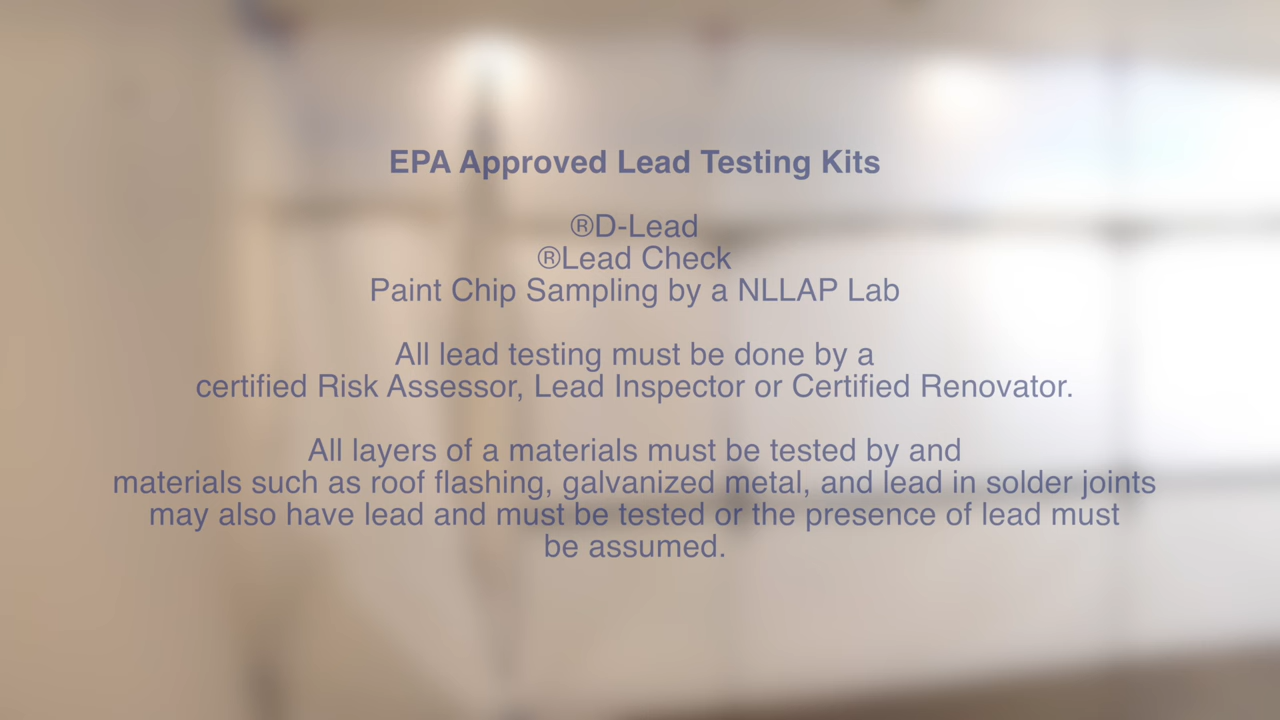 EPA Approved Lead Testing Kits
®D-Lead
®Lead Check
Paint Chip Sampling by a NLLAP Lab
All lead testing must be done by a
certified Risk Assessor, Lead Inspector or Certified Renovator.
All layers of a materials must be tested by and
materials such as roof flashing, galvanized metal, and lead in solder joints
may also have lead and must be tested or the presence of lead must
be assumed.